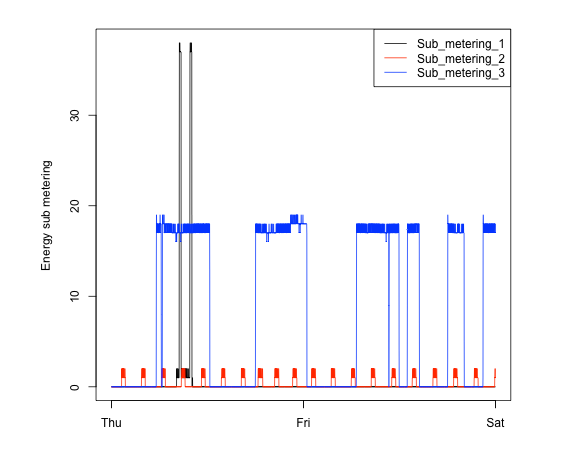 Sub_metering_1
Sub_metering_2
Sub_metering_3
Energy sub metering
30
20
10
0
Thu Fri Sat